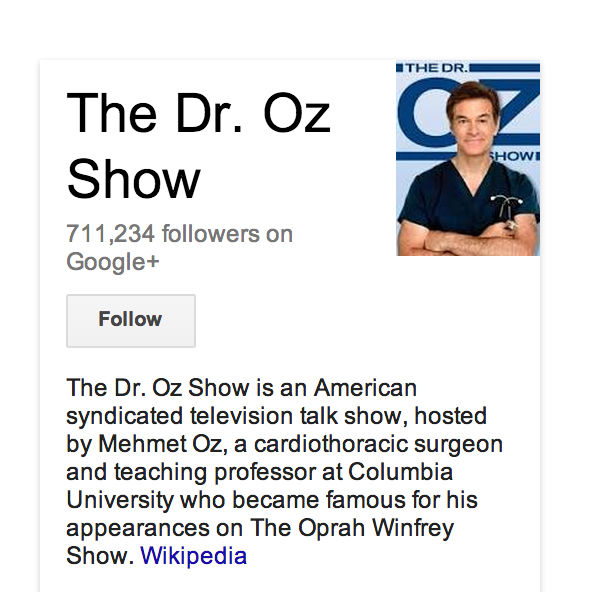 The Dr. Oz
Show
711,234 followers on
Google+
Follow
The Dr. Oz Show is an American
syndicated television talk show, hosted
by Mehmet Oz, a cardiothoracic surgeon
and teaching professor at Columbia
University who became famous for his
appearances on The Oprah Winfrey
Show. Wikipedia
THE DR.
OZ
SHOW